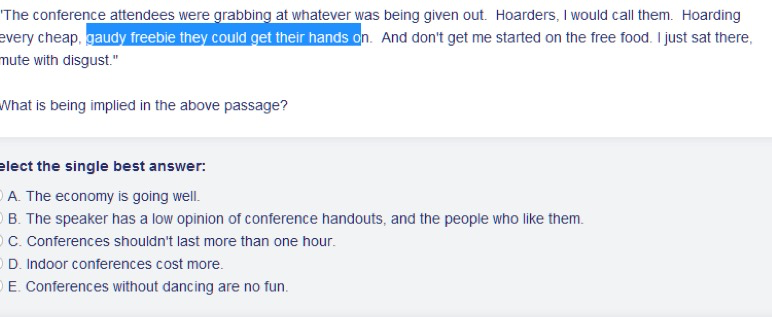 "The conference attendees were grabbing at whatever was being given out. Hoarders, I would call them. Hoarding
every cheap, gaudy freebie they could get their hands on. And don't get me started on the free food. I just sat there,
mute with disgust."
What is being implied in the above passage?
elect the single best answer:
A. The economy is going well.
B. The speaker has a low opinion of conference handouts, and the people who like them.
C. Conferences shouldn't last more than one hour.
D. Indoor conferences cost more.
E. Conferences without dancing are no fun.